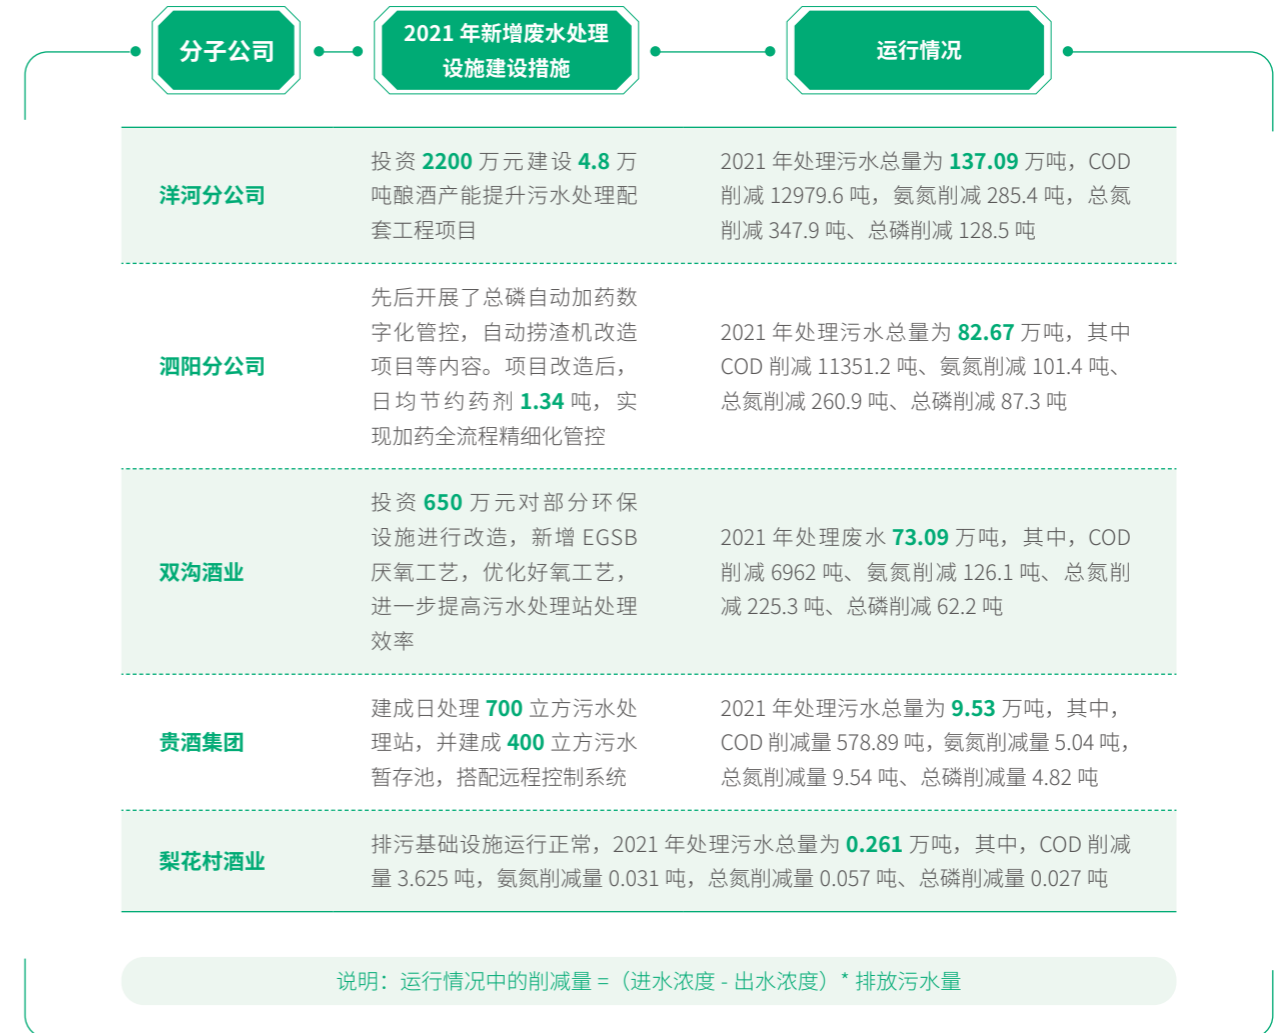 分子公司
2021 年新增废水处理
设施建设措施
运行情况
洋河分公司
投资 2200 万元建设 4.8 万
吨酿酒产能提升污水处理配
套工程项目
2021 年处理污水总量为 137.09 万吨，COD
削减 12979.6 吨，氨氮削减 285.4 吨，总氮
削减 347.9 吨、总磷削减 128.5 吨
泗阳分公司
先后开展了总磷自动加药数
字化管控，自动捞渣机改造
项目等内容。项目改造后，
日均节约药剂 1.34 吨，实
现加药全流程精细化管控
2021 年处理污水总量为 82.67 万吨，其中
COD 削减 11351.2 吨、氨氮削减 101.4 吨、
总氮削减 260.9 吨、总磷削减 87.3 吨
双沟酒业
投资 650 万元对部分环保
设施进行改造，新增 EGSB
厌氧工艺，优化好氧工艺，
进一步提高污水处理站处理
效率
2021 年处理废水 73.09 万吨，其中，COD
削减 6962 吨、氨氮削减 126.1 吨、总氮削
减 225.3 吨、总磷削减 62.2 吨
贵酒集团
建成日处理 700 立方污水处
理站，并建成 400 立方污水
暂存池，搭配远程控制系统
2021 年处理污水总量为 9.53 万吨，其中，
COD 削减量 578.89 吨，氨氮削减量 5.04 吨，
总氮削减量 9.54 吨、总磷削减量 4.82 吨
梨花村酒业
排污基础设施运行正常，2021 年处理污水总量为 0.261 万吨，其中，COD 削减
量 3.625 吨，氨氮削减量 0.031 吨，总氮削减量 0.057 吨、总磷削减量 0.027 吨
说明：运行情况中的削减量 =（进水浓度 - 出水浓度）* 排放污水量